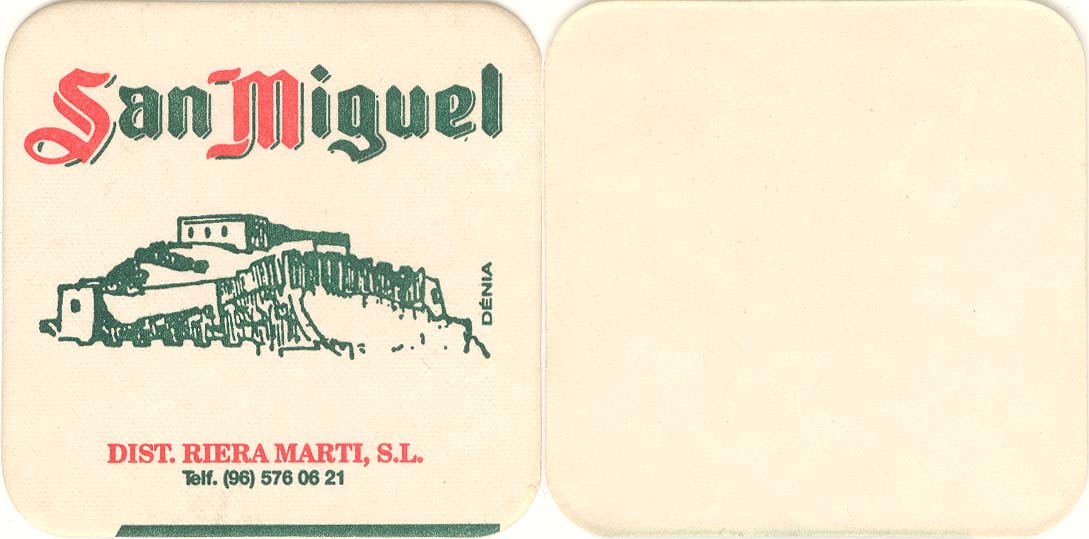 San Miguel
DÉNIA
DIST. RIERA MARTI, S.L.
Telf. (96) 576 06 21